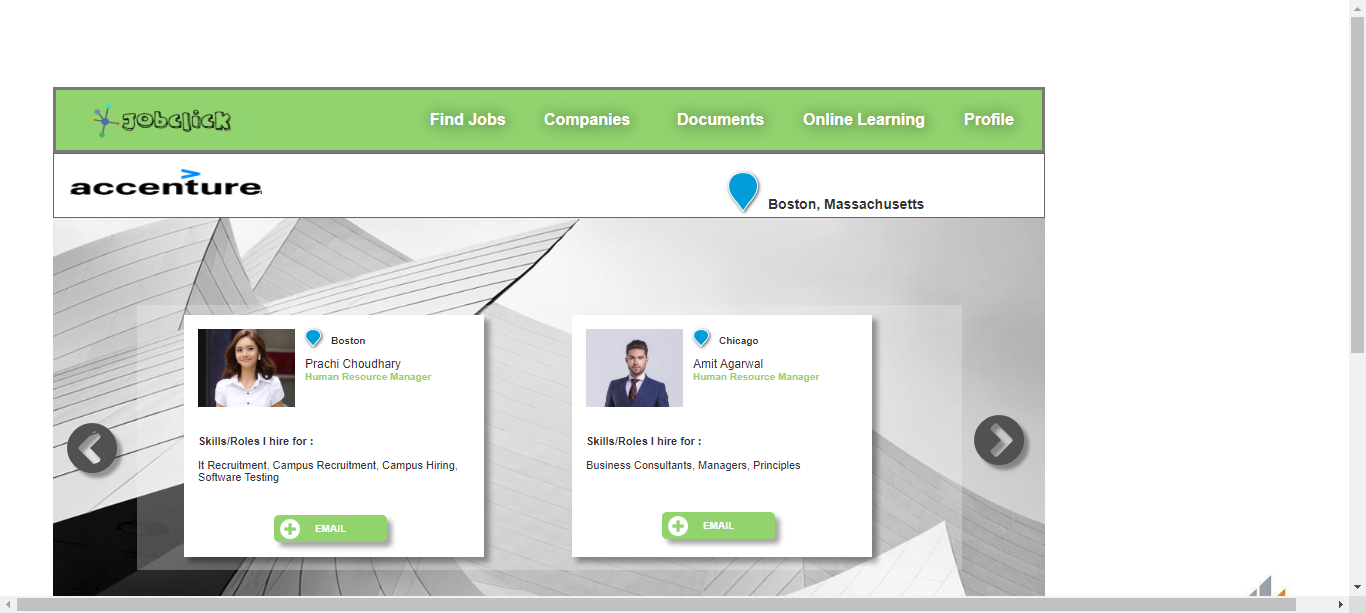 Jobclick
Find Jobs
Companies
Documents
Online Learning
Profile
accenture
Boston, Massachusetts
Boston
Prachi Choudhary
Human Resource Manager
Skills/Roles I hire for :
It Recruitment, Campus Recruitment, Campus Hiring,
Software Testing
EMAIL
Chicago
Amit Agarwal
Human Resource Manager
Skills/Roles I hire for :
Business Consultants, Managers, Principles
EMAIL